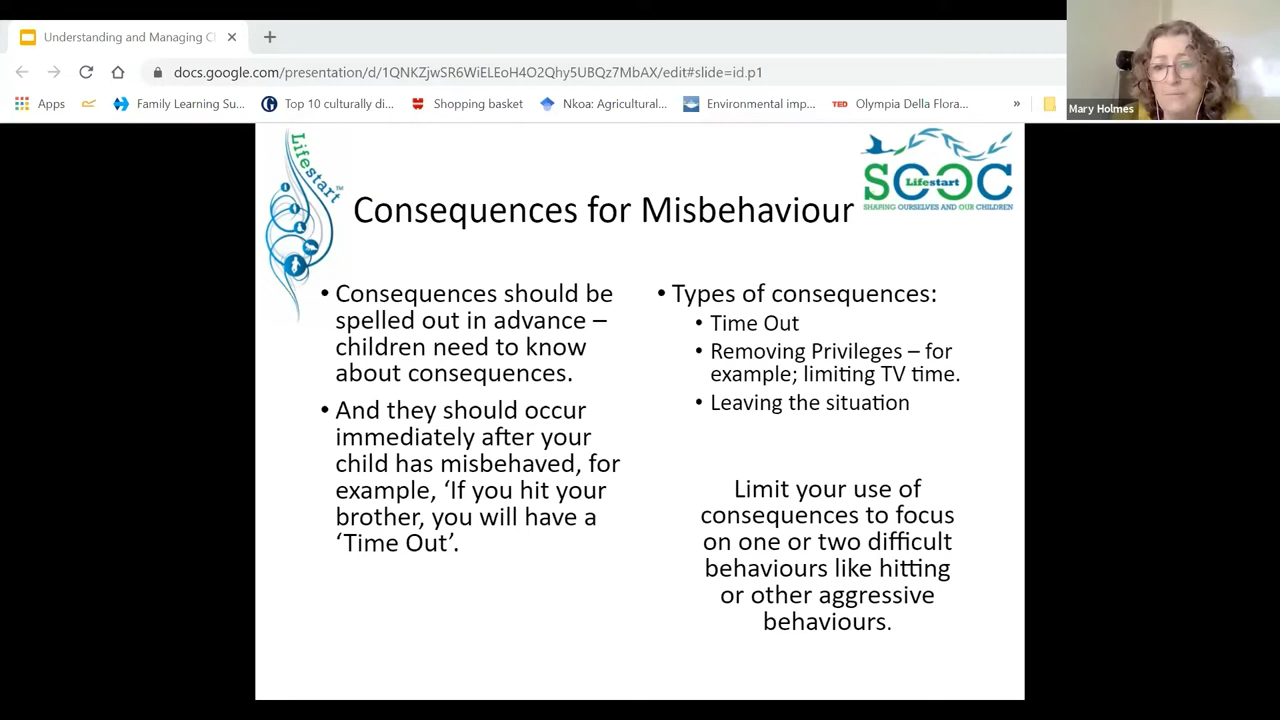 Understanding and Managing C
docs.google.com/presentation/d/1QNKZjwSR6WiELEoH4O2Qhy5UBQz7MbAX/edit#slide=id.p1
Apps
Family Learning Su...
Top 10 culturally di...
Shopping basket
Nkoa: Agricultural...
Environmental imp...
TED
Olympia Della Flora...
»
Mary Holmes
Lifestart™
SOOC
Lifestart
SHAPING OURSELVES AND OUR CHILDREN
Consequences for Misbehaviour
• Consequences should be
spelled out in advance –
children need to know
about consequences.
• And they should occur
immediately after your
child has misbehaved, for
example, ‘If you hit your
brother, you will have a
‘Time Out’.
• Types of consequences:
• Time Out
• Removing Privileges – for
example; limiting TV time.
• Leaving the situation
Limit your use of
consequences to focus
on one or two difficult
behaviours like hitting
or other aggressive
behaviours.